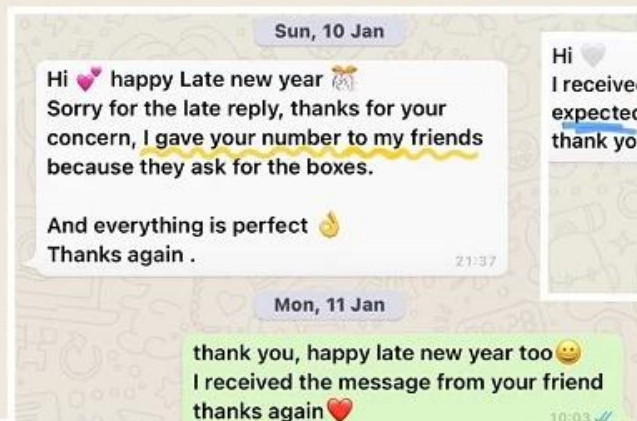 Sun, 10 Jan
Hi 💕 happy Late new year 🎊
Sorry for the late reply, thanks for your
concern, I gave your number to my friends
because they ask for the boxes.
And everything is perfect 👌
Thanks again .
21:37
Mon, 11 Jan
thank you, happy late new year too😀
I received the message from your friend
thanks again❤️
10:03
Hi 🤍
I receive
expected
thank yo